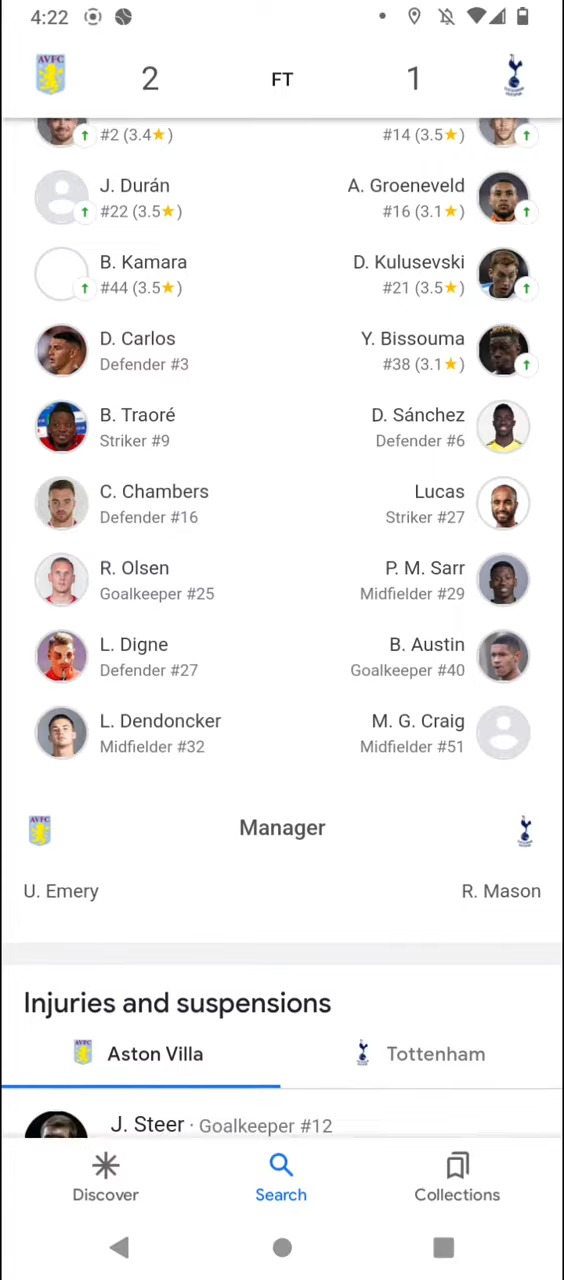 4:22
2 FT 1
#2 (3.4★) #14 (3.5★)
J. Durán A. Groeneveld
#22 (3.5★) #16 (3.1★)
B. Kamara D. Kulusevski
#44 (3.5★) #21 (3.5★)
D. Carlos Y. Bissouma
Defender #3 #38 (3.1★)
B. Traoré D. Sánchez
Striker #9 Defender #6
C. Chambers Lucas
Defender #16 Striker #27
R. Olsen P. M. Sarr
Goalkeeper #25 Midfielder #29
L. Digne B. Austin
Defender #27 Goalkeeper #40
L. Dendoncker M. G. Craig
Midfielder #32 Midfielder #51
Manager
U. Emery R. Mason
Injuries and suspensions
Aston Villa Tottenham
J. Steer · Goalkeeper #12
Discover Search Collections